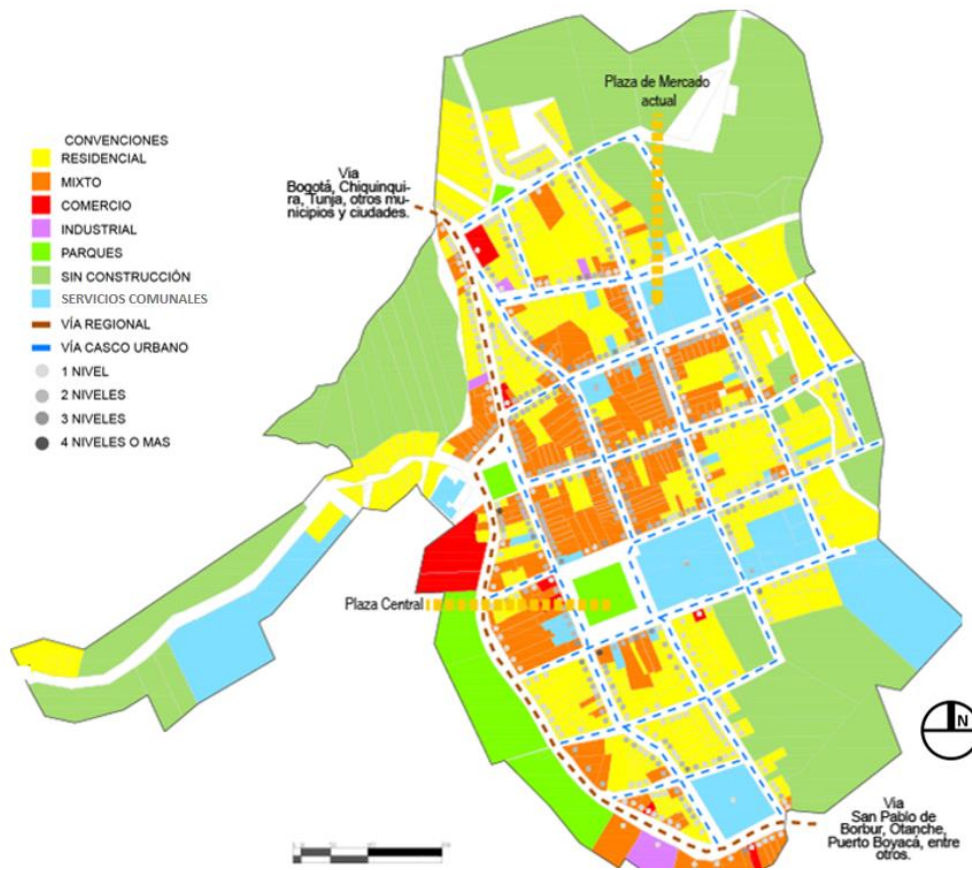 Plaza de Mercado
actual
CONVENCIONES
RESIDENCIAL
MIXTO
COMERCIO
INDUSTRIAL
PARQUES
SIN CONSTRUCCIÓN
SERVICIOS COMUNALES
VÍA REGIONAL
VÍA CASCO URBANO
1 NIVEL
2 NIVELES
3 NIVELES
4 NIVELES O MAS
Via
Bogotá, Chiquinqui-
ra, Tunja, otros mu-
nicipios y ciudades.
Plaza Central
N
Via
San Pablo de
Borbur, Otanche,
Puerto Boyacá, entre
otros.